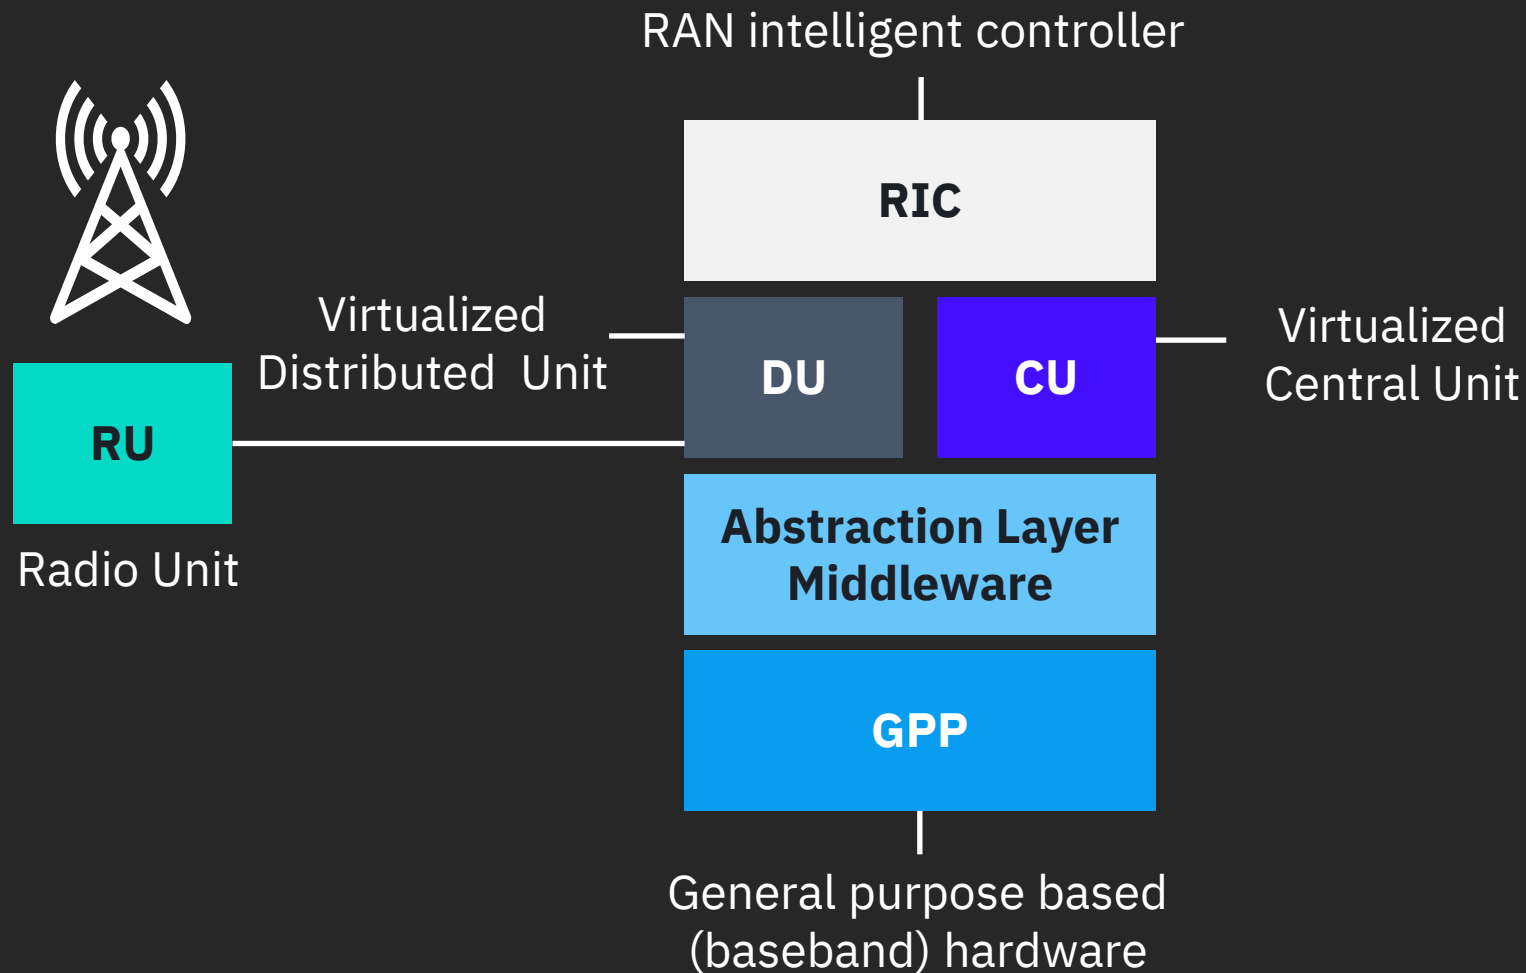 RAN intelligent controller
RIC
Virtualized
Distributed Unit
DU
CU
Virtualized
Central Unit
RU
Radio Unit
Abstraction Layer
Middleware
GPP
General purpose based
(baseband) hardware